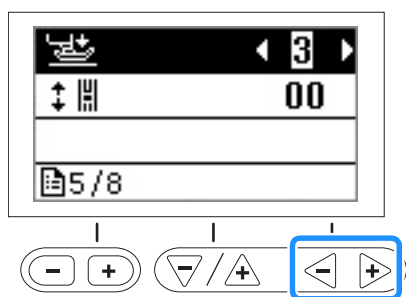 3
00
5/8
- + - / + - +